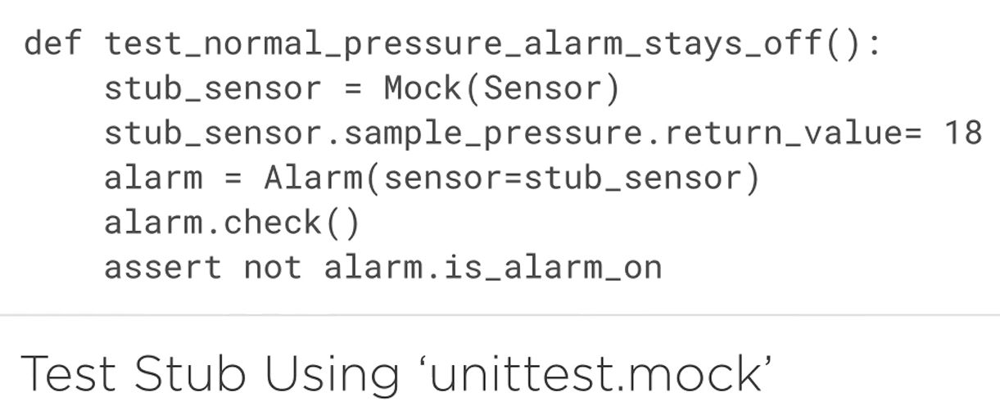 def test_normal_pressure_alarm_stays_off():
    stub_sensor = Mock(Sensor)
    stub_sensor.sample_pressure.return_value= 18
    alarm = Alarm(sensor=stub_sensor)
    alarm.check()
    assert not alarm.is_alarm_on
Test Stub Using ‘unittest.mock’